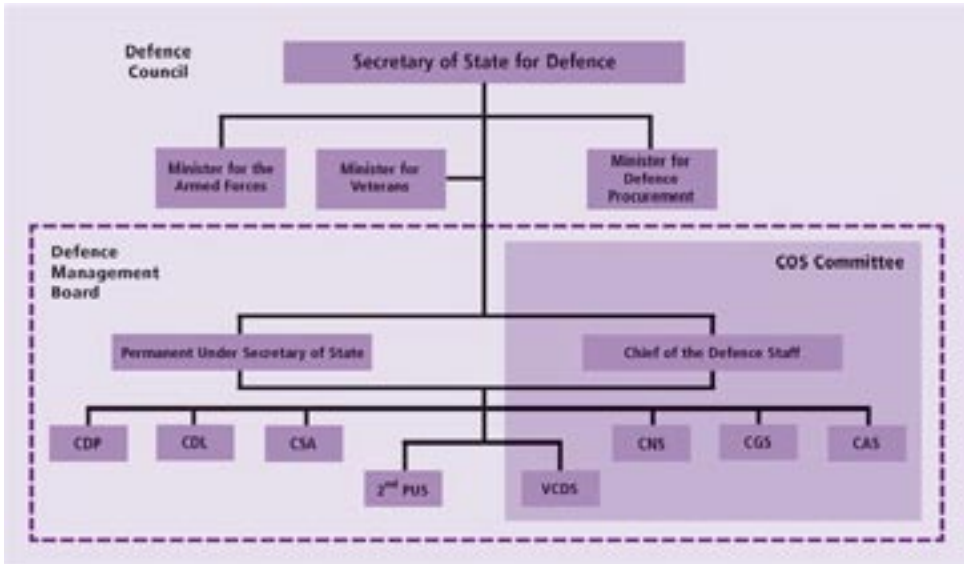 Defence
Council
Secretary of State for Defence
Minister for the
Armed Forces
Minister for
Veterans
Minister for
Defence
Procurement
Defence
Management
Board
COS Committee
Permanent Under Secretary of State
Chief of the Defence Staff
CDP
CDL
CSA
CNS
CGS
CAS
2nd PUS
VCDS